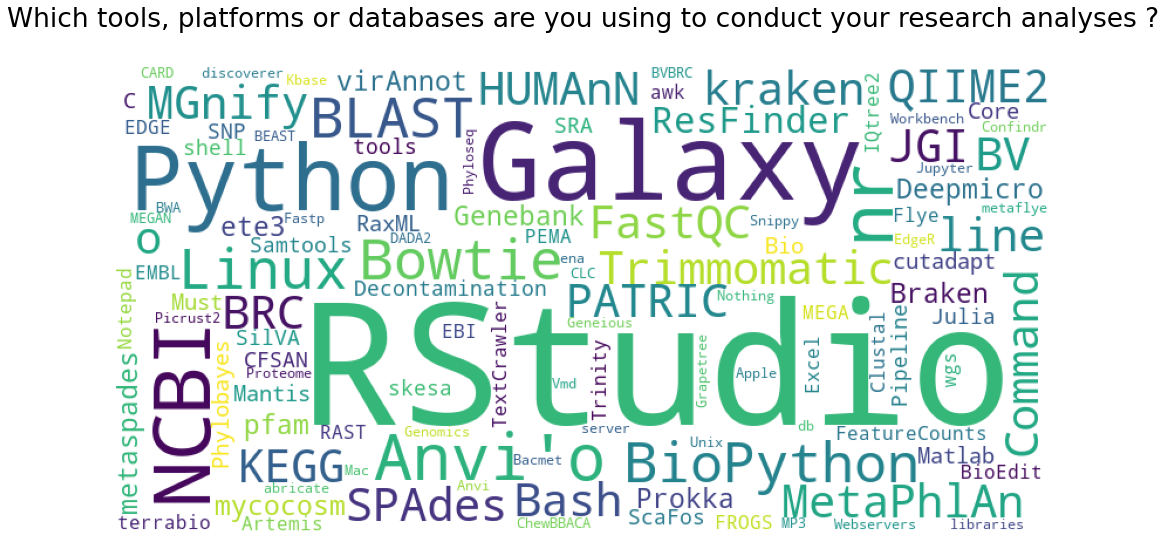 Which tools, platforms or databases are you using to conduct your research analyses ?
CARD discoverer Kbase virAnnot HUMAnN BVBRC awk kraken IQtree2 QIIME2
C MGnify BLAST SRA ResFinder Workbench Core Confindr
EDGE SNP BEAST shell tools Phyloseq Galaxy JGI BV
Python Jupyter Deepmicro
BWA MEGAN ete3 Fastp RaxML DADA2 Genebank FastQC Snippy nr Flye metaflye
o Samtools PEMA Bio EdgeR line
EMBL Linux Bowtie ena CLC Trimmomatic cutadapt
Notepad Must Decontamination PATRIC Nothing Braken
Picrust2 BRC Geneious MEGA Julia
SilVA EBI RStudio Clustal Pipeline Command
NCBI CFSAN Proteome TextCrawler Trinity Grapetree Apple Excel wgs
metaspades Phylobayes Mantis skesa Vmd
pfam RAST Genomics server db FeatureCounts
KEGG Mac Anvi'o Bacmet Unix BioPython Matlab BioEdit
abricate Anvi
mycocosm SPAdes Bash Prokka MetaPhlAn
terrabio Artemis ChewBBACA ScaFos FROGS MP3 Webservers libraries